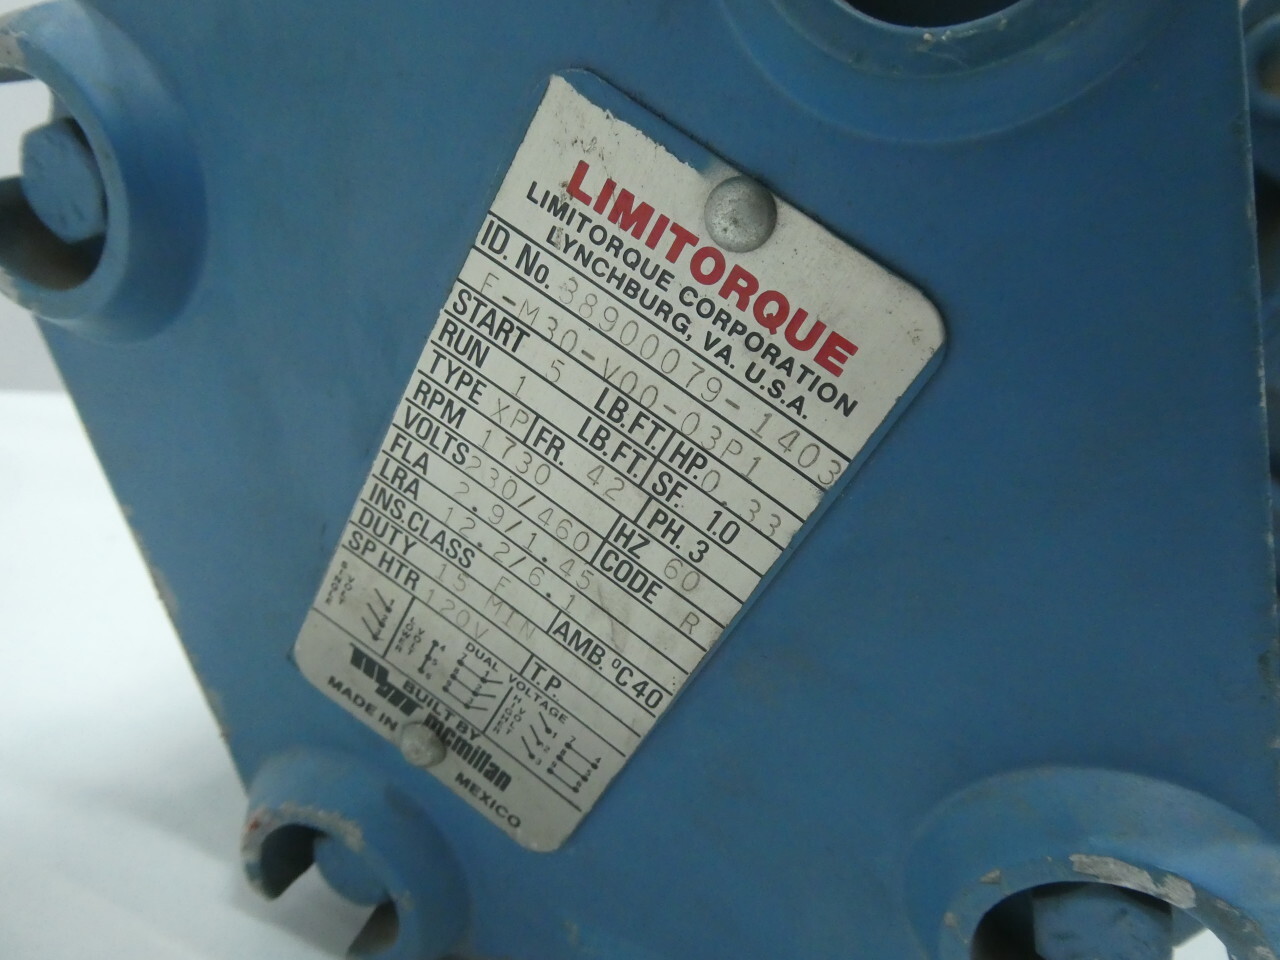 LIMITORQUE
LIMITORQUE CORPORATION
LYNCHBURG, VA. U.S.A.
ID. No. 38900079-1403
F-M30-V00-03P1
START 5 LB.FT. HP. 0.33
RUN 1 LB.FT. SF. 1.0
TYPE XP FR. 42 PH. 3
RPM 1730 HZ 60
VOLTS 230/460 CODE R
FLA 2.9/1.45
LRA 12.2/6.1
INS.CLASS F AMB. °C40
DUTY 15 MIN
SP HTR 120V T.P.
DUAL VOLTAGE
BUILT BY
mcmillan
MADE IN MEXICO